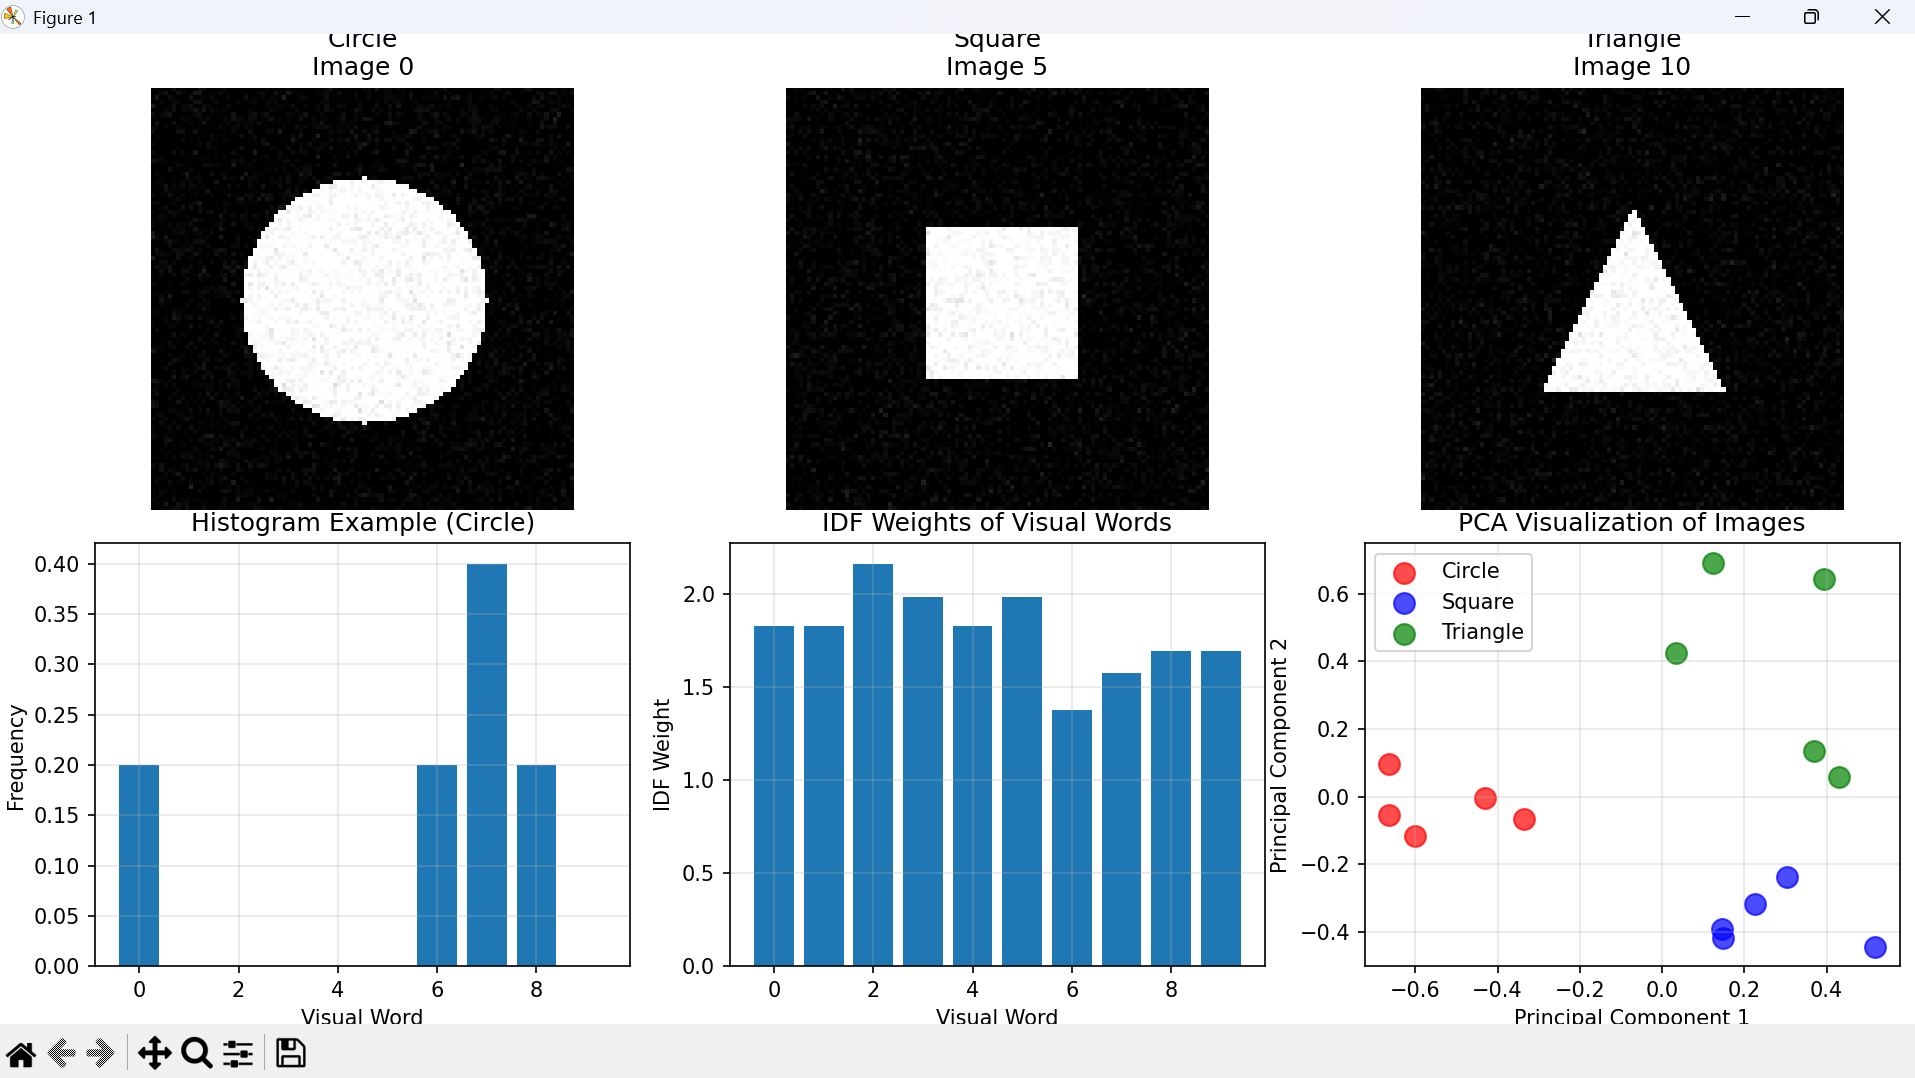 Figure 1
Circle
Image 0
Square
Image 5
Triangle
Image 10
Histogram Example (Circle)
Frequency
0.40
0.35
0.30
0.25
0.20
0.15
0.10
0.05
0.00
0 2 4 6 8
Visual Word
IDF Weights of Visual Words
IDF Weight
2.0
1.5
1.0
0.5
0.0
0 2 4 6 8
Visual Word
PCA Visualization of Images
Principal Component 2
Circle
Square
Triangle
0.6
0.4
0.2
0.0
−0.2
−0.4
−0.6 −0.4 −0.2 0.0 0.2 0.4
Principal Component 1